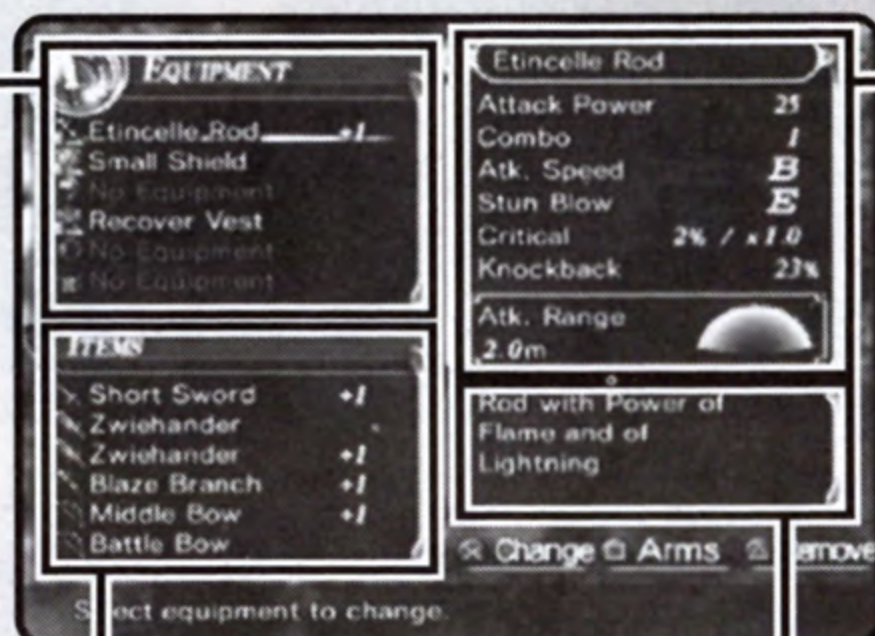 EQUIPMENT
Etincelle Rod +1
Small Shield
No Equipment
Recover Vest
No Equipment
No Equipment
ITEMS
Short Sword +1
Zwiehander
Zwiehander +1
Blaze Branch +1
Middle Bow +1
Battle Bow
Etincelle Rod
Attack Power 25
Combo 1
Atk. Speed B
Stun Blow E
Critical 2% / x1.0
Knockback 23%
Atk. Range
2.0m
Rod with Power of
Flame and of
Lightning
Change Arms emove
S ect equipment to change.